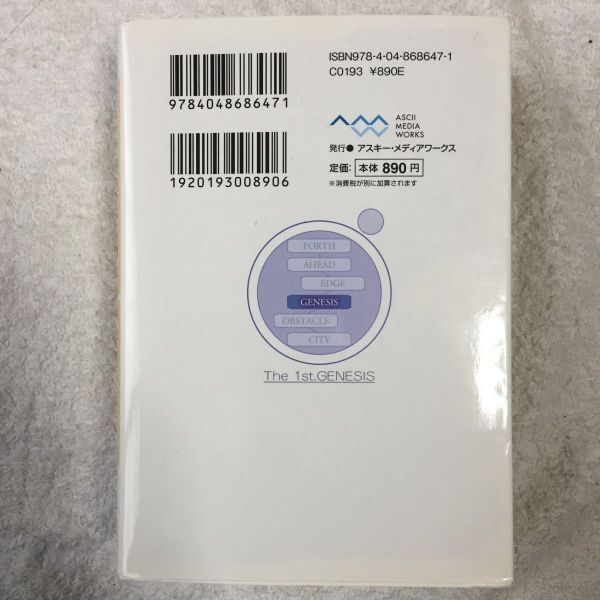 ISBN978-4-04-868647-1
C0193 ¥890E
9784048686471
ASCII
MEDIA
WORKS
発行● アスキー・メディアワークス
1920193008906
定価: 本体 890 円
※消費税が別に加算されます
FORTH
AHEAD
EDGE
GENESIS
OBSTACLE
CITY
The 1st.GENESIS